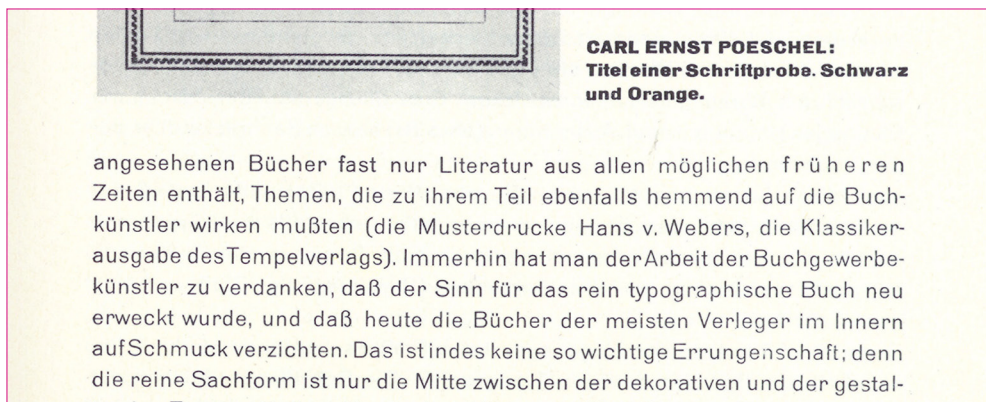 CARL ERNST POESCHEL:
Titel einer Schriftprobe. Schwarz
und Orange.
angesehenen Bücher fast nur Literatur aus allen möglichen früheren
Zeiten enthält, Themen, die zu ihrem Teil ebenfalls hemmend auf die Buch-
künstler wirken mußten (die Musterdrucke Hans v. Webers, die Klassiker-
ausgabe des Tempelverlags). Immerhin hat man der Arbeit der Buchgewerbe-
künstler zu verdanken, daß der Sinn für das rein typographische Buch neu
erweckt wurde, und daß heute die Bücher der meisten Verleger im Innern
auf Schmuck verzichten. Das ist indes keine so wichtige Errungenschaft; denn
die reine Sachform ist nur die Mitte zwischen der dekorativen und der gestal-